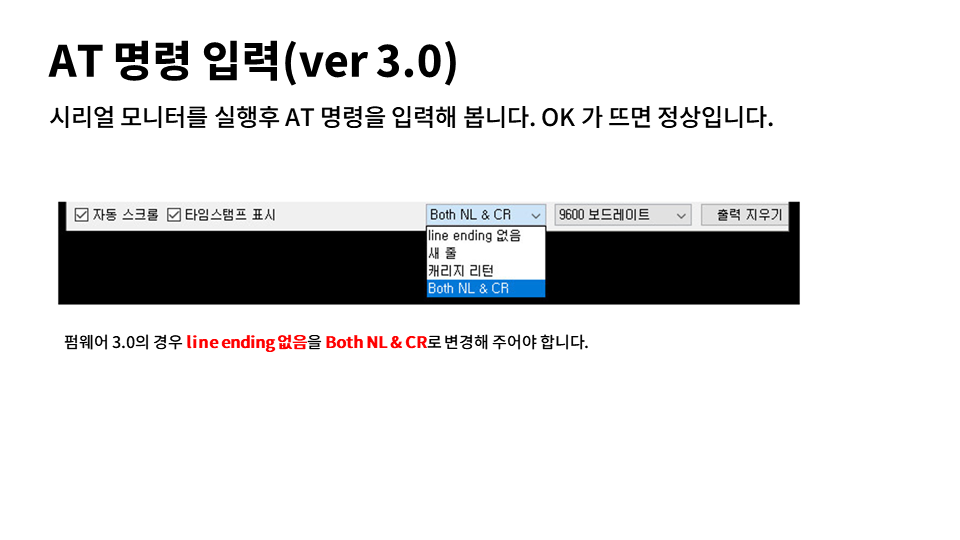 AT 명령 입력(ver 3.0)
시리얼 모니터를 실행후 AT 명령을 입력해 봅니다. OK 가 뜨면 정상입니다.
자동 스크롤 타임스탬프 표시 Both NL & CR 9600 보드레이트 출력 지우기
line ending 없음
새 줄
캐리지 리턴
Both NL & CR
펌웨어 3.0의 경우 line ending 없음을 Both NL & CR로 변경해 주어야 합니다.